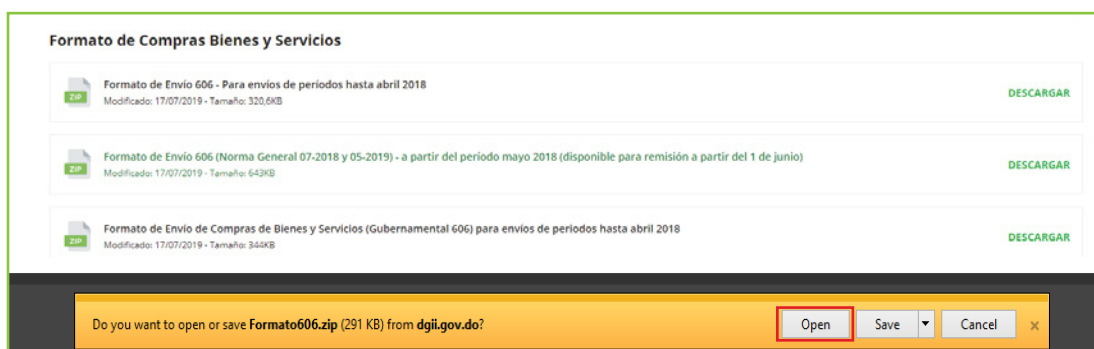 Formato de Compras Bienes y Servicios
ZIP
Formato de Envío 606 - Para envíos de períodos hasta abril 2018
Modificado: 17/07/2019 - Tamaño: 320,6KB
DESCARGAR
ZIP
Formato de Envío 606 (Norma General 07-2018 y 05-2019) - a partir del período mayo 2018 (disponible para remisión a partir del 1 de junio)
Modificado: 17/07/2019 - Tamaño: 643KB
DESCARGAR
ZIP
Formato de Envío de Compras de Bienes y Servicios (Gubernamental 606) para envíos de períodos hasta abril 2018
Modificado: 17/07/2019 - Tamaño: 344KB
DESCARGAR
Do you want to open or save Formato606.zip (291 KB) from dgii.gov.do?
Open
Save
Cancel
x